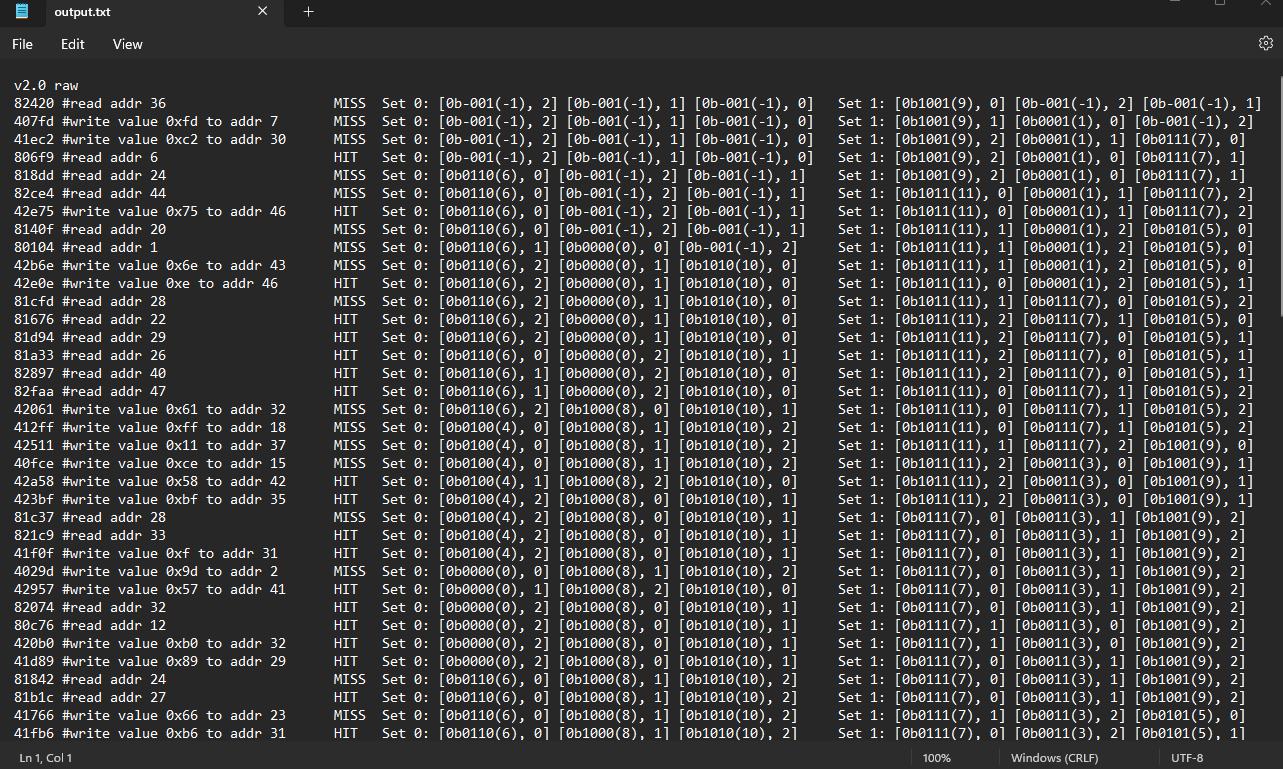 output.txt
File Edit View
v2.0 raw
82420 #read addr 36 MISS Set 0: [0b-001(-1), 2] [0b-001(-1), 1] [0b-001(-1), 0] Set 1: [0b1001(9), 0] [0b-001(-1), 2] [0b-001(-1), 1]
407fd #write value 0xfd to addr 7 MISS Set 0: [0b-001(-1), 2] [0b-001(-1), 1] [0b-001(-1), 0] Set 1: [0b1001(9), 1] [0b0001(1), 0] [0b-001(-1), 2]
41ec2 #write value 0xc2 to addr 30 MISS Set 0: [0b-001(-1), 2] [0b-001(-1), 1] [0b-001(-1), 0] Set 1: [0b1001(9), 2] [0b0001(1), 1] [0b0111(7), 0]
806f9 #read addr 6 HIT Set 0: [0b-001(-1), 2] [0b-001(-1), 1] [0b-001(-1), 0] Set 1: [0b1001(9), 2] [0b0001(1), 0] [0b0111(7), 1]
818dd #read addr 24 MISS Set 0: [0b0110(6), 0] [0b-001(-1), 2] [0b-001(-1), 1] Set 1: [0b1001(9), 2] [0b0001(1), 0] [0b0111(7), 1]
82ce4 #read addr 44 MISS Set 0: [0b0110(6), 0] [0b-001(-1), 2] [0b-001(-1), 1] Set 1: [0b1011(11), 0] [0b0001(1), 1] [0b0111(7), 2]
42e75 #write value 0x75 to addr 46 HIT Set 0: [0b0110(6), 0] [0b-001(-1), 2] [0b-001(-1), 1] Set 1: [0b1011(11), 0] [0b0001(1), 1] [0b0111(7), 2]
8140f #read addr 20 MISS Set 0: [0b0110(6), 0] [0b-001(-1), 2] [0b-001(-1), 1] Set 1: [0b1011(11), 1] [0b0001(1), 2] [0b0101(5), 0]
80104 #read addr 1 MISS Set 0: [0b0110(6), 1] [0b0000(0), 0] [0b-001(-1), 2] Set 1: [0b1011(11), 1] [0b0001(1), 2] [0b0101(5), 0]
42b6e #write value 0x6e to addr 43 MISS Set 0: [0b0110(6), 2] [0b0000(0), 1] [0b1010(10), 0] Set 1: [0b1011(11), 1] [0b0001(1), 2] [0b0101(5), 0]
42e0e #write value 0xe to addr 46 HIT Set 0: [0b0110(6), 2] [0b0000(0), 1] [0b1010(10), 0] Set 1: [0b1011(11), 0] [0b0001(1), 2] [0b0101(5), 1]
81cfd #read addr 28 MISS Set 0: [0b0110(6), 2] [0b0000(0), 1] [0b1010(10), 0] Set 1: [0b1011(11), 1] [0b0111(7), 0] [0b0101(5), 2]
81676 #read addr 22 HIT Set 0: [0b0110(6), 2] [0b0000(0), 1] [0b1010(10), 0] Set 1: [0b1011(11), 2] [0b0111(7), 1] [0b0101(5), 0]
81d94 #read addr 29 HIT Set 0: [0b0110(6), 2] [0b0000(0), 1] [0b1010(10), 0] Set 1: [0b1011(11), 2] [0b0111(7), 0] [0b0101(5), 1]
81a33 #read addr 26 HIT Set 0: [0b0110(6), 0] [0b0000(0), 2] [0b1010(10), 1] Set 1: [0b1011(11), 2] [0b0111(7), 0] [0b0101(5), 1]
82897 #read addr 40 HIT Set 0: [0b0110(6), 1] [0b0000(0), 2] [0b1010(10), 0] Set 1: [0b1011(11), 2] [0b0111(7), 0] [0b0101(5), 1]
82faa #read addr 47 HIT Set 0: [0b0110(6), 1] [0b0000(0), 2] [0b1010(10), 0] Set 1: [0b1011(11), 0] [0b0111(7), 1] [0b0101(5), 2]
42061 #write value 0x61 to addr 32 MISS Set 0: [0b0110(6), 2] [0b1000(8), 0] [0b1010(10), 1] Set 1: [0b1011(11), 0] [0b0111(7), 1] [0b0101(5), 2]
412ff #write value 0xff to addr 18 MISS Set 0: [0b0100(4), 0] [0b1000(8), 1] [0b1010(10), 2] Set 1: [0b1011(11), 0] [0b0111(7), 1] [0b0101(5), 2]
42511 #write value 0x11 to addr 37 MISS Set 0: [0b0100(4), 0] [0b1000(8), 1] [0b1010(10), 2] Set 1: [0b1011(11), 1] [0b0111(7), 2] [0b1001(9), 0]
40fce #write value 0xce to addr 15 MISS Set 0: [0b0100(4), 0] [0b1000(8), 1] [0b1010(10), 2] Set 1: [0b1011(11), 2] [0b0011(3), 0] [0b1001(9), 1]
42a58 #write value 0x58 to addr 42 HIT Set 0: [0b0100(4), 1] [0b1000(8), 2] [0b1010(10), 0] Set 1: [0b1011(11), 2] [0b0011(3), 0] [0b1001(9), 1]
423bf #write value 0xbf to addr 35 HIT Set 0: [0b0100(4), 2] [0b1000(8), 0] [0b1010(10), 1] Set 1: [0b1011(11), 2] [0b0011(3), 0] [0b1001(9), 1]
81c37 #read addr 28 MISS Set 0: [0b0100(4), 2] [0b1000(8), 0] [0b1010(10), 1] Set 1: [0b0111(7), 0] [0b0011(3), 1] [0b1001(9), 2]
821c9 #read addr 33 HIT Set 0: [0b0100(4), 2] [0b1000(8), 0] [0b1010(10), 1] Set 1: [0b0111(7), 0] [0b0011(3), 1] [0b1001(9), 2]
41f0f #write value 0xf to addr 31 HIT Set 0: [0b0100(4), 2] [0b1000(8), 0] [0b1010(10), 1] Set 1: [0b0111(7), 0] [0b0011(3), 1] [0b1001(9), 2]
4029d #write value 0x9d to addr 2 MISS Set 0: [0b0000(0), 0] [0b1000(8), 1] [0b1010(10), 2] Set 1: [0b0111(7), 0] [0b0011(3), 1] [0b1001(9), 2]
42957 #write value 0x57 to addr 41 HIT Set 0: [0b0000(0), 1] [0b1000(8), 2] [0b1010(10), 0] Set 1: [0b0111(7), 0] [0b0011(3), 1] [0b1001(9), 2]
82074 #read addr 32 HIT Set 0: [0b0000(0), 2] [0b1000(8), 0] [0b1010(10), 1] Set 1: [0b0111(7), 0] [0b0011(3), 1] [0b1001(9), 2]
80c76 #read addr 12 HIT Set 0: [0b0000(0), 2] [0b1000(8), 0] [0b1010(10), 1] Set 1: [0b0111(7), 1] [0b0011(3), 0] [0b1001(9), 2]
420b0 #write value 0xb0 to addr 32 HIT Set 0: [0b0000(0), 2] [0b1000(8), 0] [0b1010(10), 1] Set 1: [0b0111(7), 1] [0b0011(3), 0] [0b1001(9), 2]
41d89 #write value 0x89 to addr 29 HIT Set 0: [0b0000(0), 2] [0b1000(8), 0] [0b1010(10), 1] Set 1: [0b0111(7), 0] [0b0011(3), 1] [0b1001(9), 2]
81842 #read addr 24 MISS Set 0: [0b0110(6), 0] [0b1000(8), 1] [0b1010(10), 2] Set 1: [0b0111(7), 0] [0b0011(3), 1] [0b1001(9), 2]
81b1c #read addr 27 HIT Set 0: [0b0110(6), 0] [0b1000(8), 1] [0b1010(10), 2] Set 1: [0b0111(7), 0] [0b0011(3), 1] [0b1001(9), 2]
41766 #write value 0x66 to addr 23 MISS Set 0: [0b0110(6), 0] [0b1000(8), 1] [0b1010(10), 2] Set 1: [0b0111(7), 1] [0b0011(3), 2] [0b0101(5), 0]
41fb6 #write value 0xb6 to addr 31 HIT Set 0: [0b0110(6), 0] [0b1000(8), 1] [0b1010(10), 2] Set 1: [0b0111(7), 0] [0b0011(3), 2] [0b0101(5), 1]
Ln 1, Col 1 100% Windows (CRLF) UTF-8